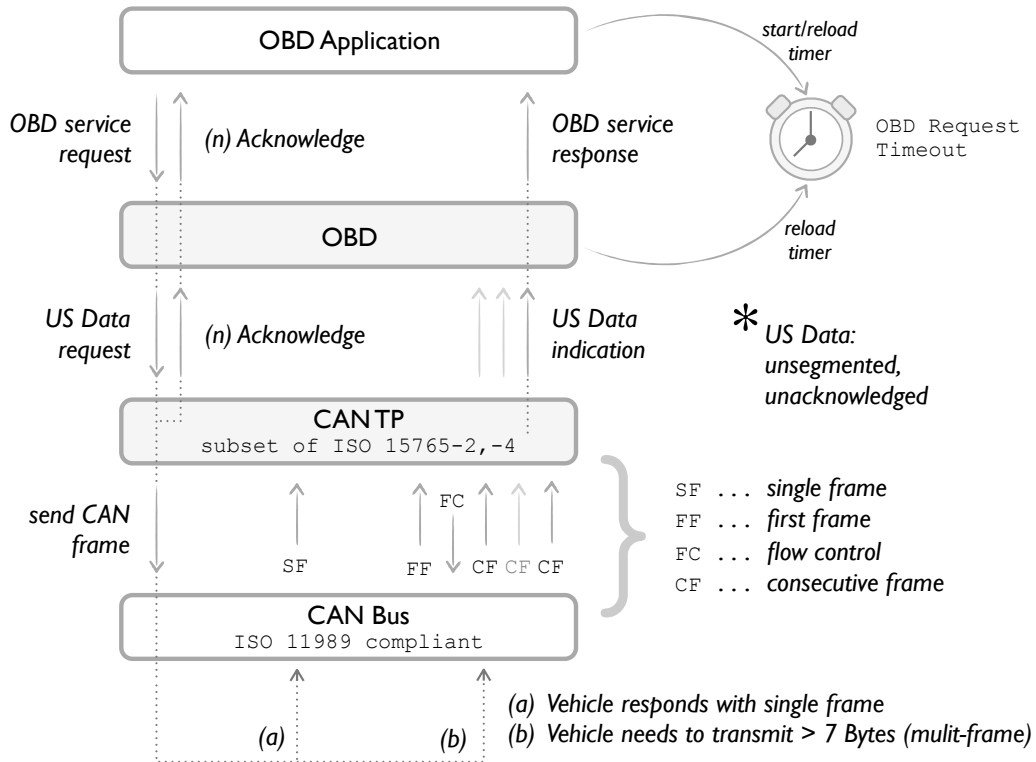 OBD Application
start/reload
timer
OBD service
request
(n) Acknowledge
OBD service
response
OBD Request
Timeout
OBD
reload
timer
US Data
request
(n) Acknowledge
US Data
indication
* US Data:
unsegmented,
unacknowledged
CAN TP
subset of ISO 15765-2,-4
send CAN
frame
SF
FF
FC
CF
CF
CF
SF ... single frame
FF ... first frame
FC ... flow control
CF ... consecutive frame
CAN Bus
ISO 11989 compliant
(a)
(b)
(a) Vehicle responds with single frame
(b) Vehicle needs to transmit > 7 Bytes (mulit-frame)